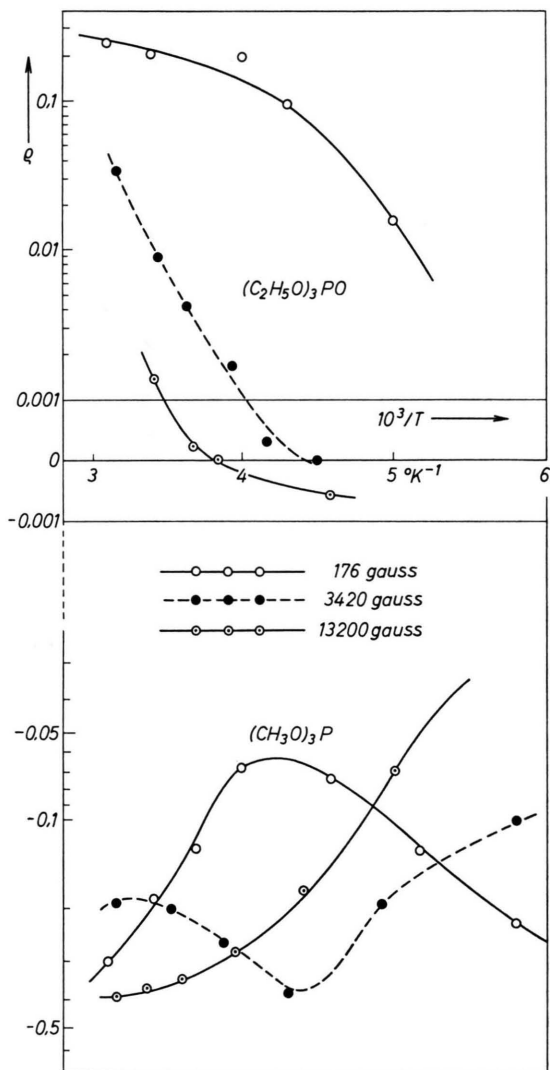 0,1
ϱ
0,01
(C₂H₅O)₃PO
0,001
10³/T
0
3
4
5
°K⁻¹
6
-0,001
176 gauss
3420 gauss
13200 gauss
-0,05
(CH₃O)₃P
-0,1
-0,5